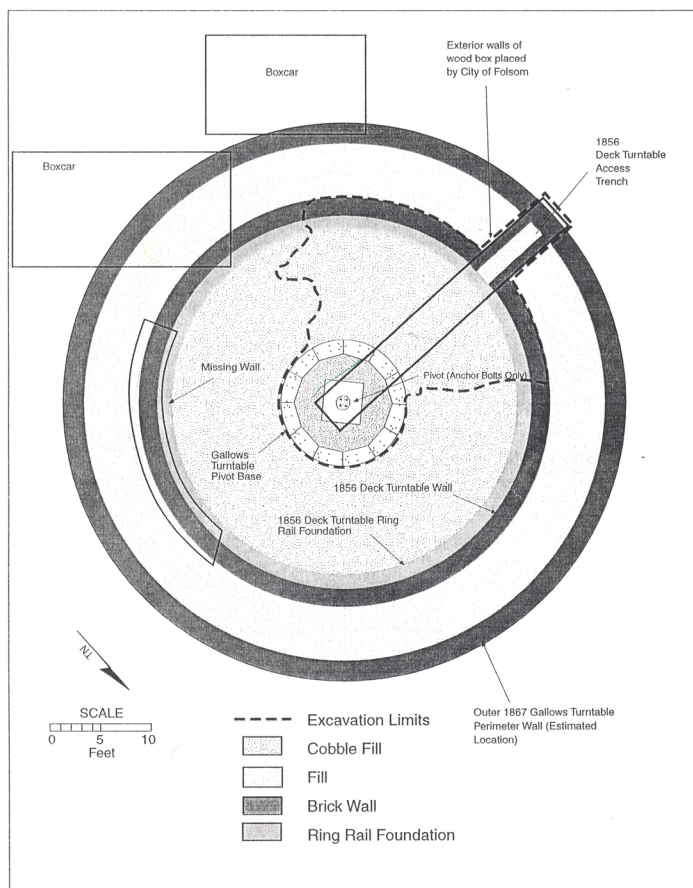 Boxcar
Exterior walls of
wood box placed
by City of Folsom
1856
Deck Turntable
Access
Trench
Boxcar
Missing Wall
Pivot (Anchor Bolts Only)
Gallows
Turntable
Pivot Base
1856 Deck Turntable Wall
1856 Deck Turntable Ring
Rail Foundation
TN
SCALE
0 5 10
Feet
Outer 1867 Gallows Turntable
Perimeter Wall (Estimated
Location)
Excavation Limits
Cobble Fill
Fill
Brick Wall
Ring Rail Foundation